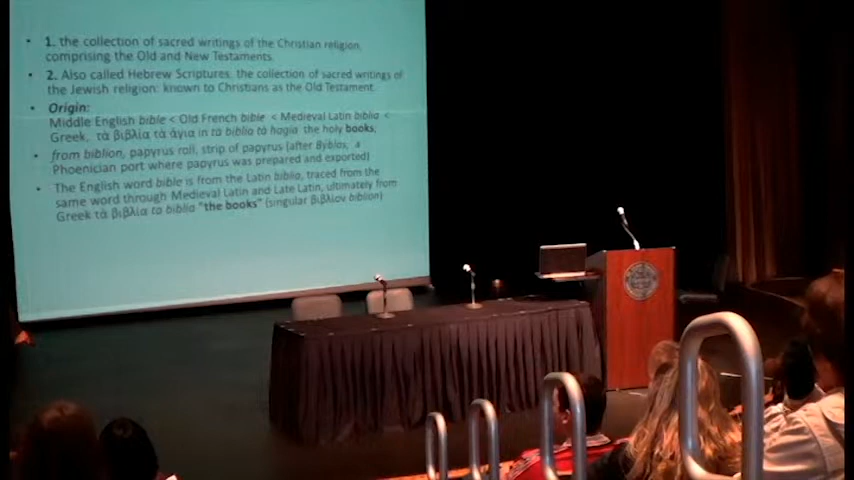 • 1. the collection of sacred writings of the Christian religion,
comprising the Old and New Testaments.
• 2. Also called Hebrew Scriptures. the collection of sacred writings of
the Jewish religion: known to Christians as the Old Testament.
• Origin:
Middle English bible < Old French bible < Medieval Latin biblia <
Greek, τὰ βιβλία τὰ ἅγια in ta biblia tà hagia the holy books,
• from biblion, papyrus roll, strip of papyrus (after Byblos, a
Phoenician port where papyrus was prepared and exported)
• The English word bible is from the Latin biblia, traced from the
same word through Medieval Latin and Late Latin, ultimately from
Greek τὰ βιβλία ta biblia "the books" (singular βιβλίον biblion)